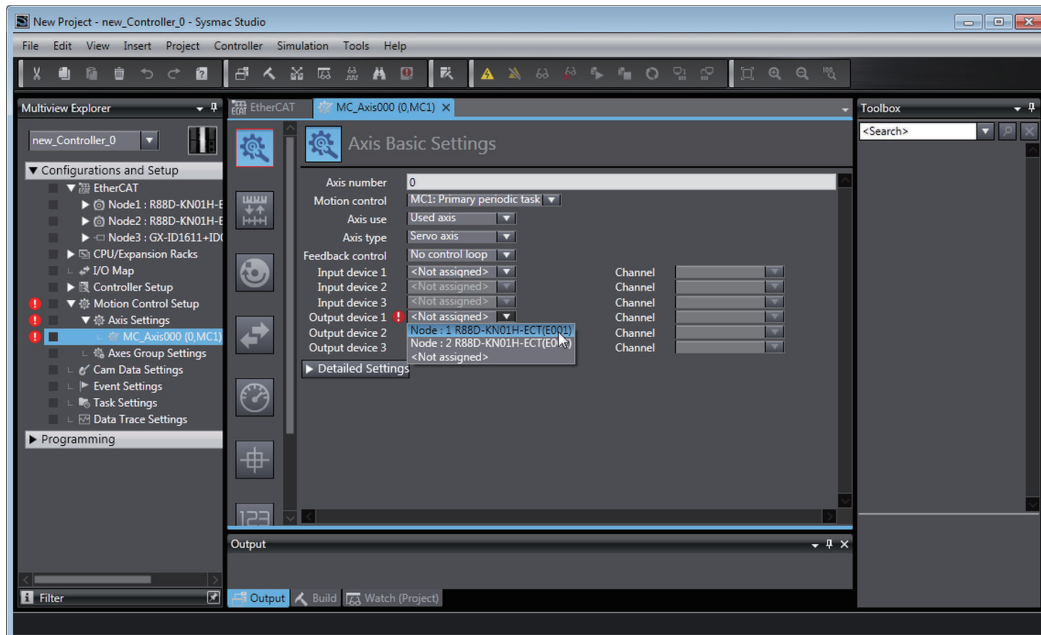 New Project - new_Controller_0 - Sysmac Studio
File Edit View Insert Project Controller Simulation Tools Help
Multiview Explorer
new_Controller_0
Configurations and Setup
EtherCAT
Node1 : R88D-KN01H-E
Node2 : R88D-KN01H-E
Node3 : GX-ID1611+ID(
CPU/Expansion Racks
I/O Map
Controller Setup
Motion Control Setup
Axis Settings
MC_Axis000 (0,MC1)
Axes Group Settings
Cam Data Settings
Event Settings
Task Settings
Data Trace Settings
Programming
Filter
EtherCAT MC_Axis000 (0,MC1)
Axis Basic Settings
Axis number 0
Motion control MC1: Primary periodic task
Axis use Used axis
Axis type Servo axis
Feedback control No control loop
Input device 1 <Not assigned> Channel
Input device 2 <Not assigned> Channel
Input device 3 <Not assigned> Channel
Output device 1 <Not assigned> Channel
Output device 2 Channel
Output device 3 Channel
Node : 1 R88D-KN01H-ECT(E001)
Node : 2 R88D-KN01H-ECT(E0
<Not assigned>
Detailed Settings
123
Output
Output Build Watch (Project)
Toolbox
<Search>